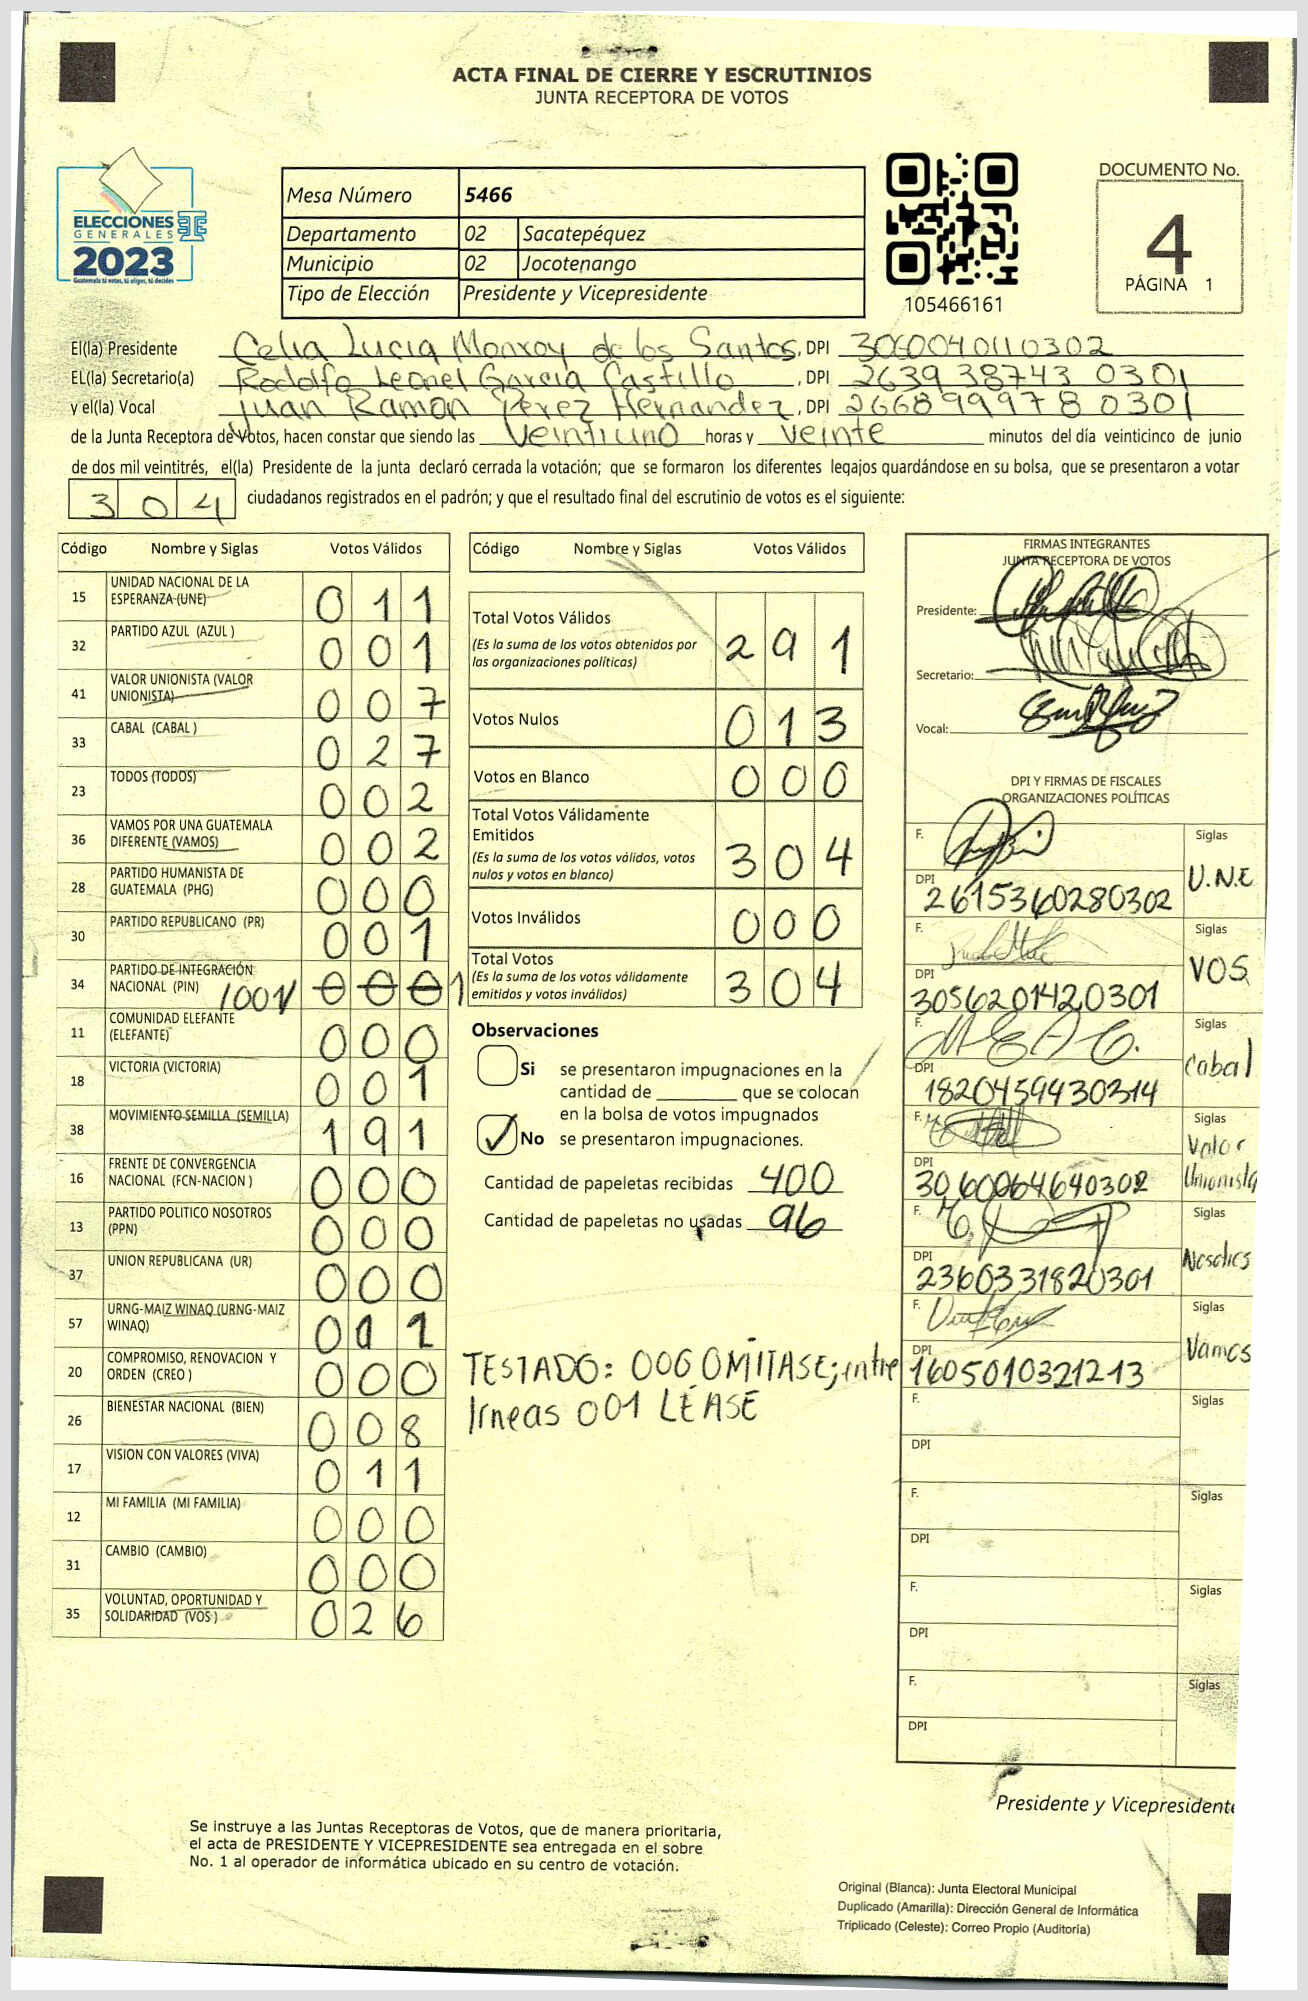 ACTA FINAL DE CIERRE Y ESCRUTINIOS
JUNTA RECEPTORA DE VOTOS
ELECCIONES
GENERALES
2023
Guatemala tú votas, tú eliges, tú decides
Mesa Número 5466
Departamento 02 Sacatepéquez
Municipio 02 Jocotenango
Tipo de Elección Presidente y Vicepresidente
105466161
DOCUMENTO No.
4
PÁGINA 1
El(la) Presidente Celia Lucia Monroy de los Santos, DPI 3060040110302
EL(la) Secretario(a) Rodolfo Leonel Garcia Castillo, DPI 2639 38743 0301
y el(la) Vocal Juan Ramon Perez Hernandez, DPI 2668 99978 0301
de la Junta Receptora de Votos, hacen constar que siendo las Veintiuno horas y veinte minutos del día veinticinco de junio
de dos mil veintitrés, el(la) Presidente de la junta declaró cerrada la votación; que se formaron los diferentes legajos quardándose en su bolsa, que se presentaron a votar
304 ciudadanos registrados en el padrón; y que el resultado final del escrutinio de votos es el siguiente:
Código Nombre y Siglas Votos Válidos
15 UNIDAD NACIONAL DE LA ESPERANZA (UNE) 011
32 PARTIDO AZUL (AZUL ) 001
41 VALOR UNIONISTA (VALOR UNIONISTA) 007
33 CABAL (CABAL ) 027
23 TODOS (TODOS) 002
36 VAMOS POR UNA GUATEMALA DIFERENTE (VAMOS) 002
28 PARTIDO HUMANISTA DE GUATEMALA (PHG) 000
30 PARTIDO REPUBLICANO (PR) 001
34 PARTIDO DE INTEGRACIÓN NACIONAL (PIN) 1001/ 000 1
11 COMUNIDAD ELEFANTE (ELEFANTE) 000
18 VICTORIA (VICTORIA) 001
38 MOVIMIENTO SEMILLA (SEMILLA) 191
16 FRENTE DE CONVERGENCIA NACIONAL (FCN-NACION ) 000
13 PARTIDO POLITICO NOSOTROS (PPN) 000
37 UNION REPUBLICANA (UR) 000
57 URNG-MAIZ WINAQ (URNG-MAIZ WINAQ) 011
20 COMPROMISO, RENOVACION Y ORDEN (CREO ) 000
26 BIENESTAR NACIONAL (BIEN) 008
17 VISION CON VALORES (VIVA) 011
12 MI FAMILIA (MI FAMILIA) 000
31 CAMBIO (CAMBIO) 000
35 VOLUNTAD, OPORTUNIDAD Y SOLIDARIDAD (VOS ) 026
Código Nombre y Siglas Votos Válidos
Total Votos Válidos 291
(Es la suma de los votos obtenidos por
las organizaciones políticas)
Votos Nulos 013
Votos en Blanco 000
Total Votos Válidamente
Emitidos 304
(Es la suma de los votos válidos, votos
nulos y votos en blanco)
Votos Inválidos 000
Total Votos 304
(Es la suma de los votos válidamente
emitidos y votos inválidos)
Observaciones
Si se presentaron impugnaciones en la
cantidad de ________ que se colocan
en la bolsa de votos impugnados
No se presentaron impugnaciones.
Cantidad de papeletas recibidas 400
Cantidad de papeletas no usadas 96
TESTADO: 000 OMITASE; entre
líneas 001 LÉASE
FIRMAS INTEGRANTES
JUNTA RECEPTORA DE VOTOS
Presidente:
Secretario:
Vocal:
DPI Y FIRMAS DE FISCALES
ORGANIZACIONES POLÍTICAS
F. Siglas
DPI 2615360280302 U.N.E
F. Siglas
DPI 3056201420301 VOS
F. Siglas
DPI 1820459430314 Cabal
F. Siglas
DPI 3060064640302 Valor Unionista
F. Siglas
DPI 2360331820301 Nosotros
F. Siglas
DPI 1605010321213 Vamos
F. Siglas
DPI
F. Siglas
DPI
F. Siglas
DPI
F. Siglas
DPI
Presidente y Vicepresidente
Se instruye a las Juntas Receptoras de Votos, que de manera prioritaria,
el acta de PRESIDENTE Y VICEPRESIDENTE sea entregada en el sobre
No. 1 al operador de informática ubicado en su centro de votación.
Original (Blanca): Junta Electoral Municipal
Duplicado (Amarilla): Dirección General de Informática
Triplicado (Celeste): Correo Propio (Auditoría)